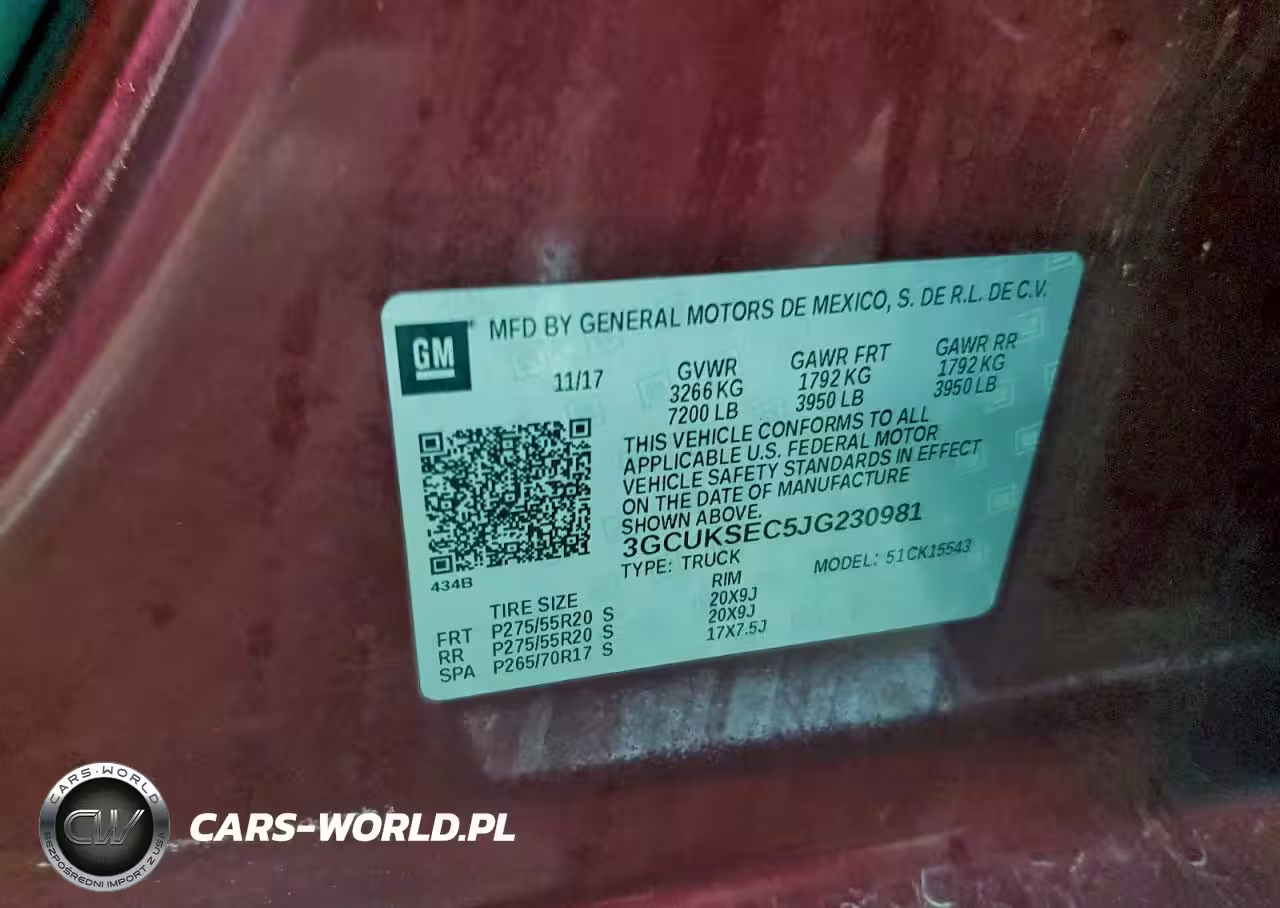 GM
MFD BY GENERAL MOTORS DE MEXICO, S. DE R.L. DE C.V.
11/17
GVWR GAWR FRT GAWR RR
3266 KG 1792 KG 1792 KG
7200 LB 3950 LB 3950 LB
THIS VEHICLE CONFORMS TO ALL
APPLICABLE U.S. FEDERAL MOTOR
VEHICLE SAFETY STANDARDS IN EFFECT
ON THE DATE OF MANUFACTURE
SHOWN ABOVE.
3GCUKSEC5JG230981
434B
TYPE: TRUCK MODEL: 51CK15543
TIRE SIZE RIM
FRT P275/55R20 S 20X9J
RR P275/55R20 S 20X9J
SPA P265/70R17 S 17X7.5J
CARS-WORLD
CW
BEZPOŚREDNI IMPORT Z USA
CARS-WORLD.PL